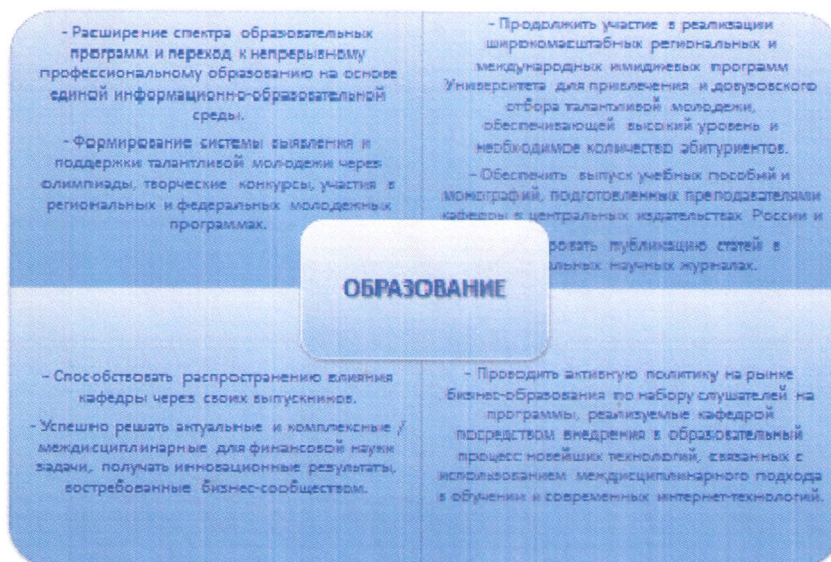 - Расширение спектра образовательных
программ и переход к непрерывному
профессиональному образованию на основе
единой информационно-образовательной
среды.
- Формирование системы выявления и
поддержки талантливой молодежи через
олимпиады, творческие конкурсы, участия в
региональных и федеральных молодежных
программах.
- Продолжить участие в реализации
широкомасштабных региональных и
международных имиджевых программ
Университета для привлечения и довузовского
отбора талантливой молодежи,
обеспечивающей высокий уровень и
необходимое количество абитуриентов.
- Обеспечить выпуск учебных пособий и
монографий, подготовленных преподавателями
кафедры в центральных издательствах России и
публикацию статей в
научных журналах.
ОБРАЗОВАНИЕ
- Способствовать распространению влияния
кафедры через своих выпускников.
- Успешно решать актуальные и комплексные /
междисциплинарные для финансовой науки
задачи, получать инновационные результаты,
востребованные бизнес-сообществом.
- Проводить активную политику на рынке
бизнес-образования по набору слушателей на
программы, реализуемые кафедрой
посредством внедрения в образовательный
процесс новейших технологий, связанных с
использованием междисциплинарного подхода
в обучении и современных интернет-технологий.